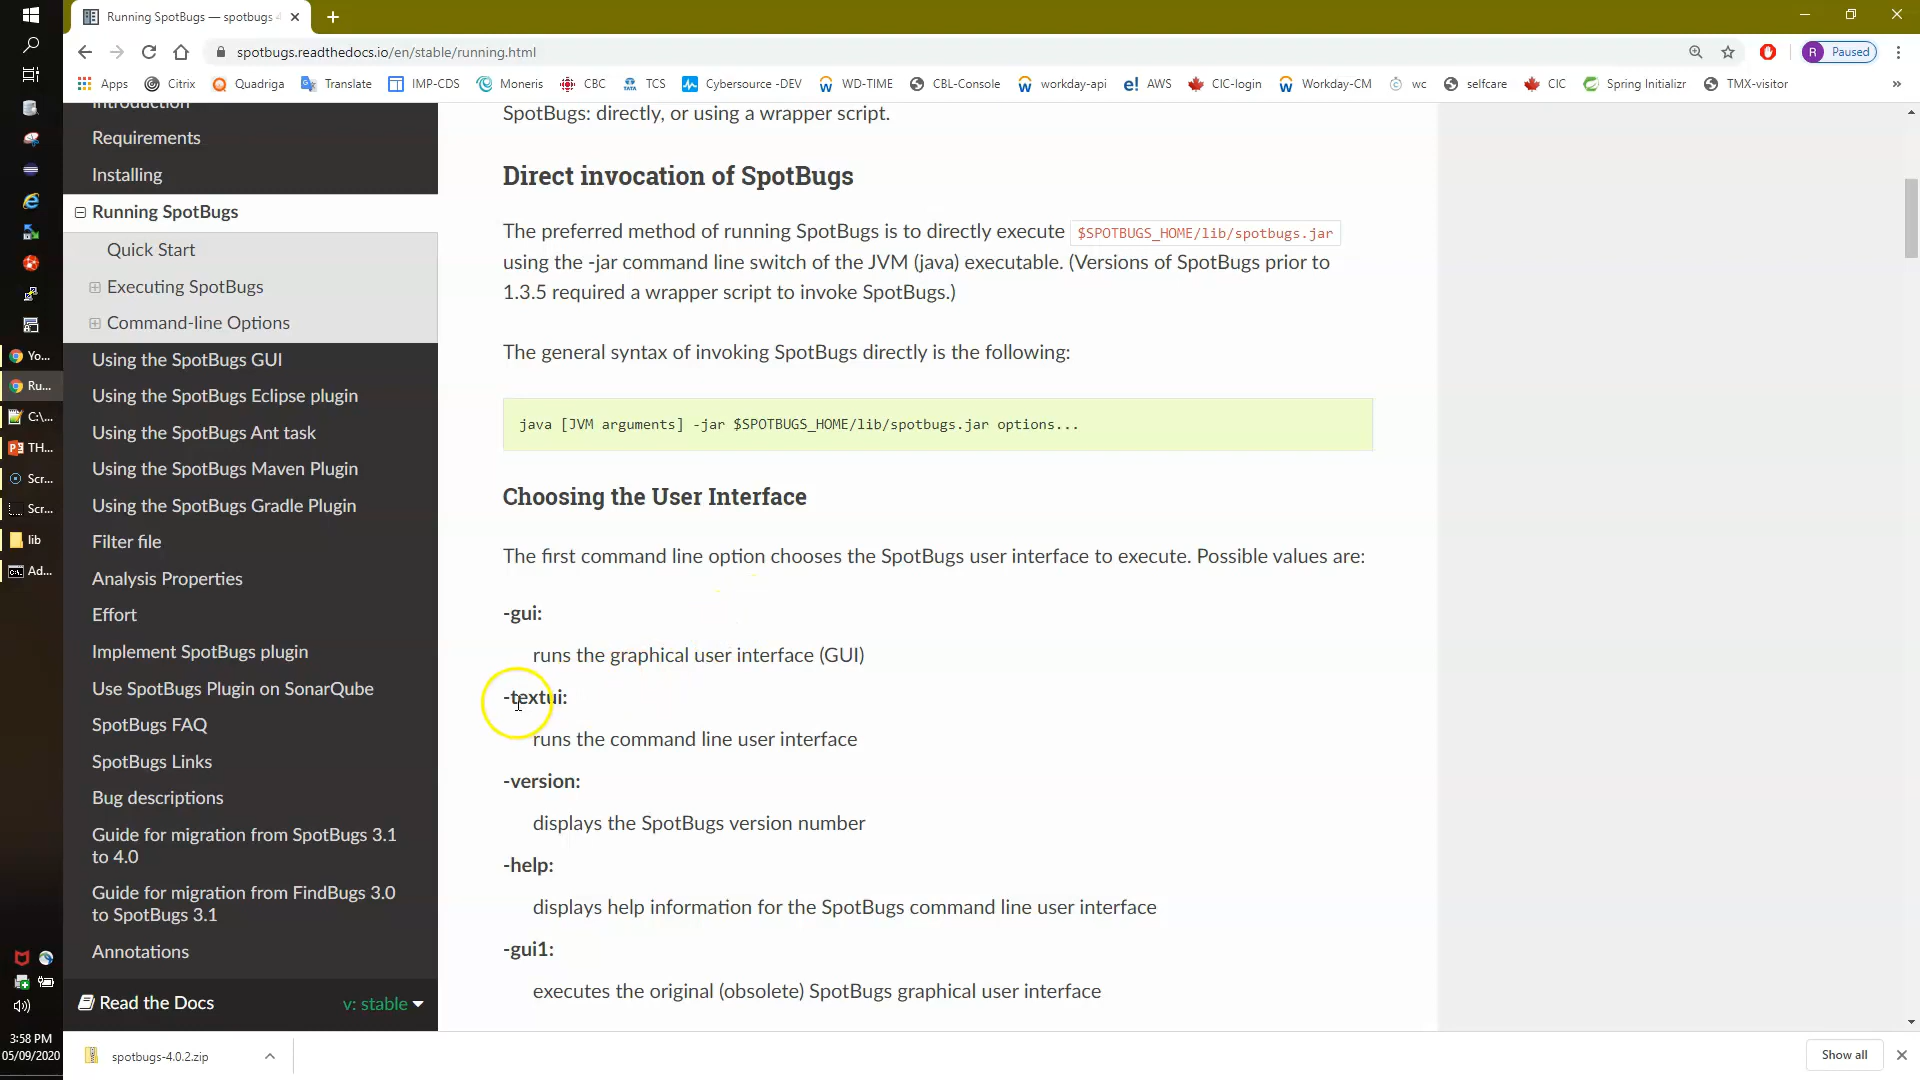 Running SpotBugs — spotbugs 4
spotbugs.readthedocs.io/en/stable/running.html
R Paused
Apps Citrix Quadriga Translate IMP-CDS Moneris CBC TCS Cybersource -DEV WD-TIME CBL-Console workday-api e! AWS CIC-login Workday-CM wc selfcare CIC Spring Initializr TMX-visitor »
Yo...
Ru...
C:\...
TH...
Scr...
Scr...
lib
Ad...
3:58 PM
05/09/2020
Introduction
Requirements
Installing
Running SpotBugs
Quick Start
Executing SpotBugs
Command-line Options
Using the SpotBugs GUI
Using the SpotBugs Eclipse plugin
Using the SpotBugs Ant task
Using the SpotBugs Maven Plugin
Using the SpotBugs Gradle Plugin
Filter file
Analysis Properties
Effort
Implement SpotBugs plugin
Use SpotBugs Plugin on SonarQube
SpotBugs FAQ
SpotBugs Links
Bug descriptions
Guide for migration from SpotBugs 3.1
to 4.0
Guide for migration from FindBugs 3.0
to SpotBugs 3.1
Annotations
Read the Docs v: stable
SpotBugs: directly, or using a wrapper script.
Direct invocation of SpotBugs
The preferred method of running SpotBugs is to directly execute $SPOTBUGS_HOME/lib/spotbugs.jar
using the -jar command line switch of the JVM (java) executable. (Versions of SpotBugs prior to
1.3.5 required a wrapper script to invoke SpotBugs.)
The general syntax of invoking SpotBugs directly is the following:
java [JVM arguments] -jar $SPOTBUGS_HOME/lib/spotbugs.jar options...
Choosing the User Interface
The first command line option chooses the SpotBugs user interface to execute. Possible values are:
-gui:
runs the graphical user interface (GUI)
-textui:
runs the command line user interface
-version:
displays the SpotBugs version number
-help:
displays help information for the SpotBugs command line user interface
-gui1:
executes the original (obsolete) SpotBugs graphical user interface
spotbugs-4.0.2.zip
Show all